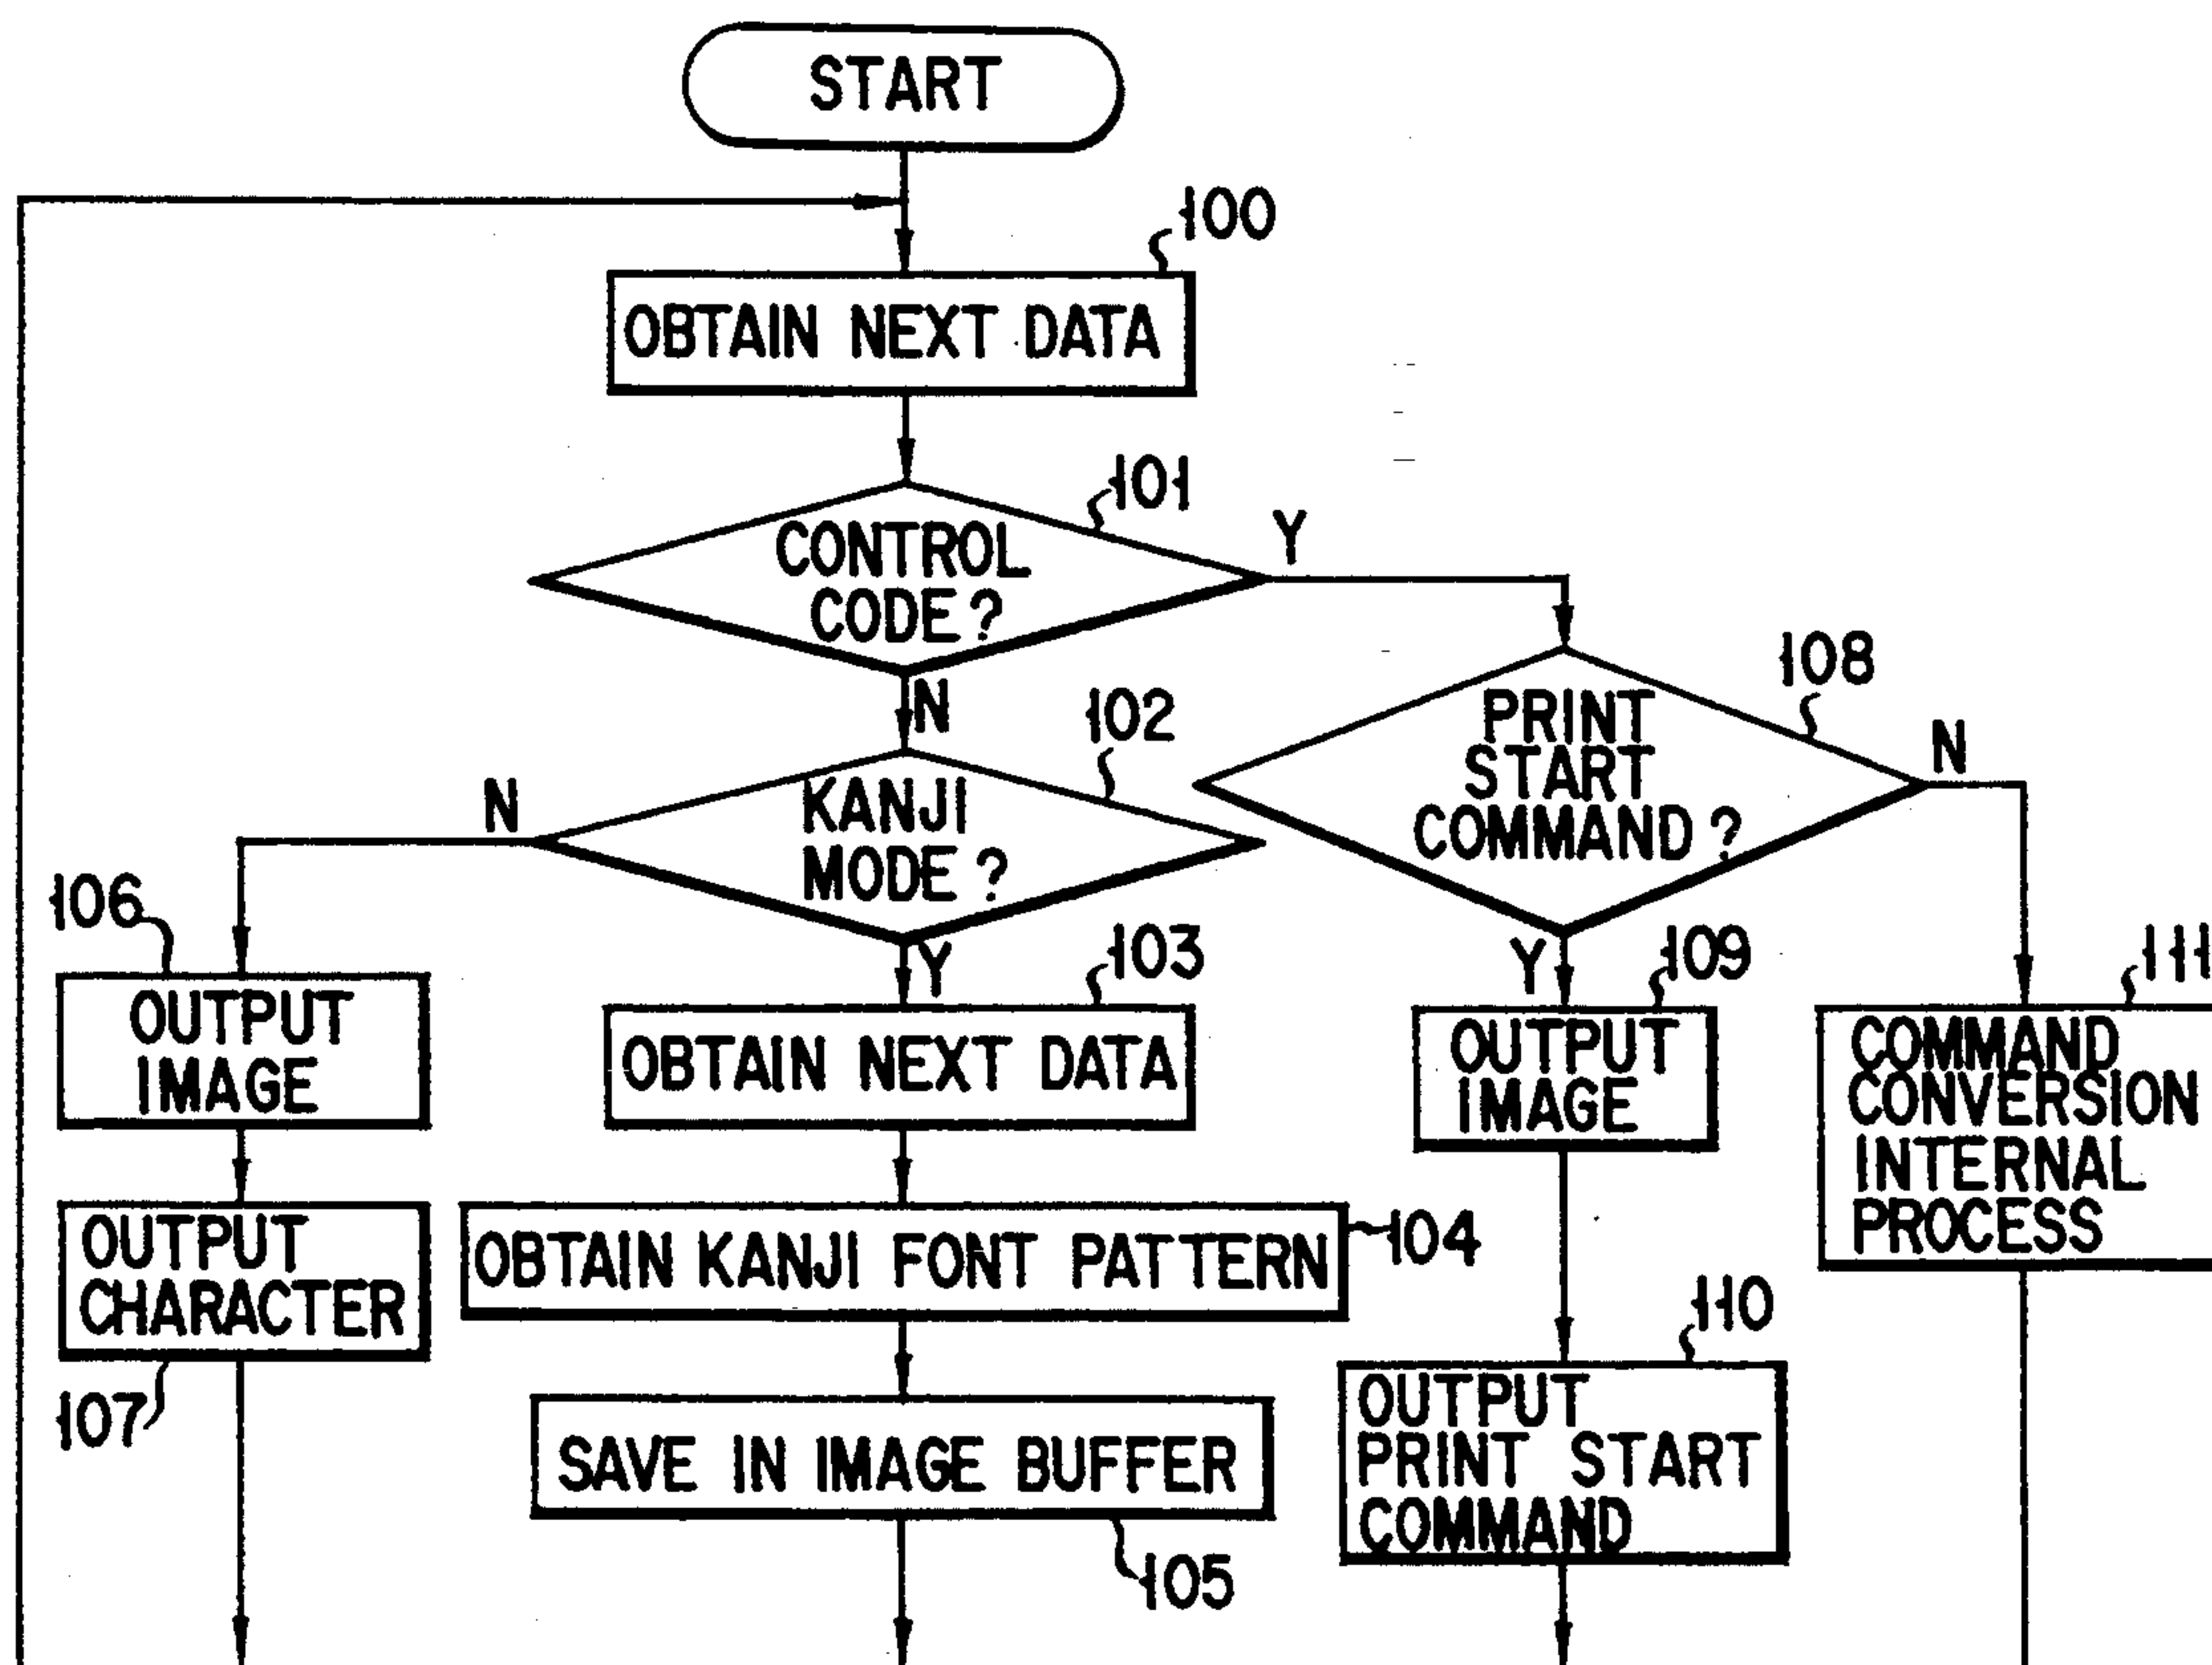 START
100
OBTAIN NEXT DATA
101
CONTROL
CODE ?
Y
N
102
KANJI
MODE ?
N
Y
108
PRINT
START
COMMAND ?
N
Y
106
OUTPUT
IMAGE
103
OBTAIN NEXT DATA
109
OUTPUT
IMAGE
111
COMMAND
CONVERSION
INTERNAL
PROCESS
OUTPUT
CHARACTER
107
OBTAIN KANJI FONT PATTERN
104
110
OUTPUT
PRINT START
COMMAND
SAVE IN IMAGE BUFFER
105